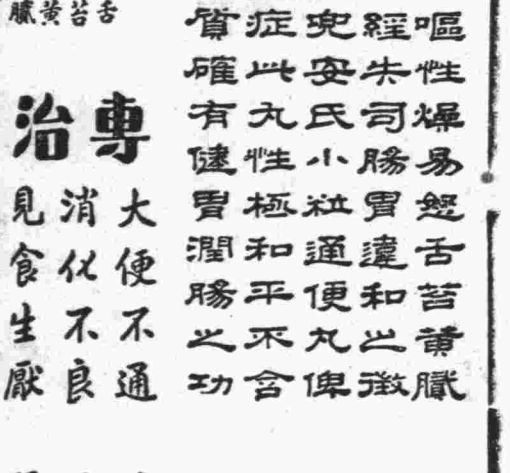 嘔性燥易怒舌苔黃膩
經失司腸胃違和之徵
兜安氏小粒通便丸俾
症此丸性極和平不含
質確有健胃潤腸之功
舌苔黃膩
專治
大便不通
消化不良
見食生厭